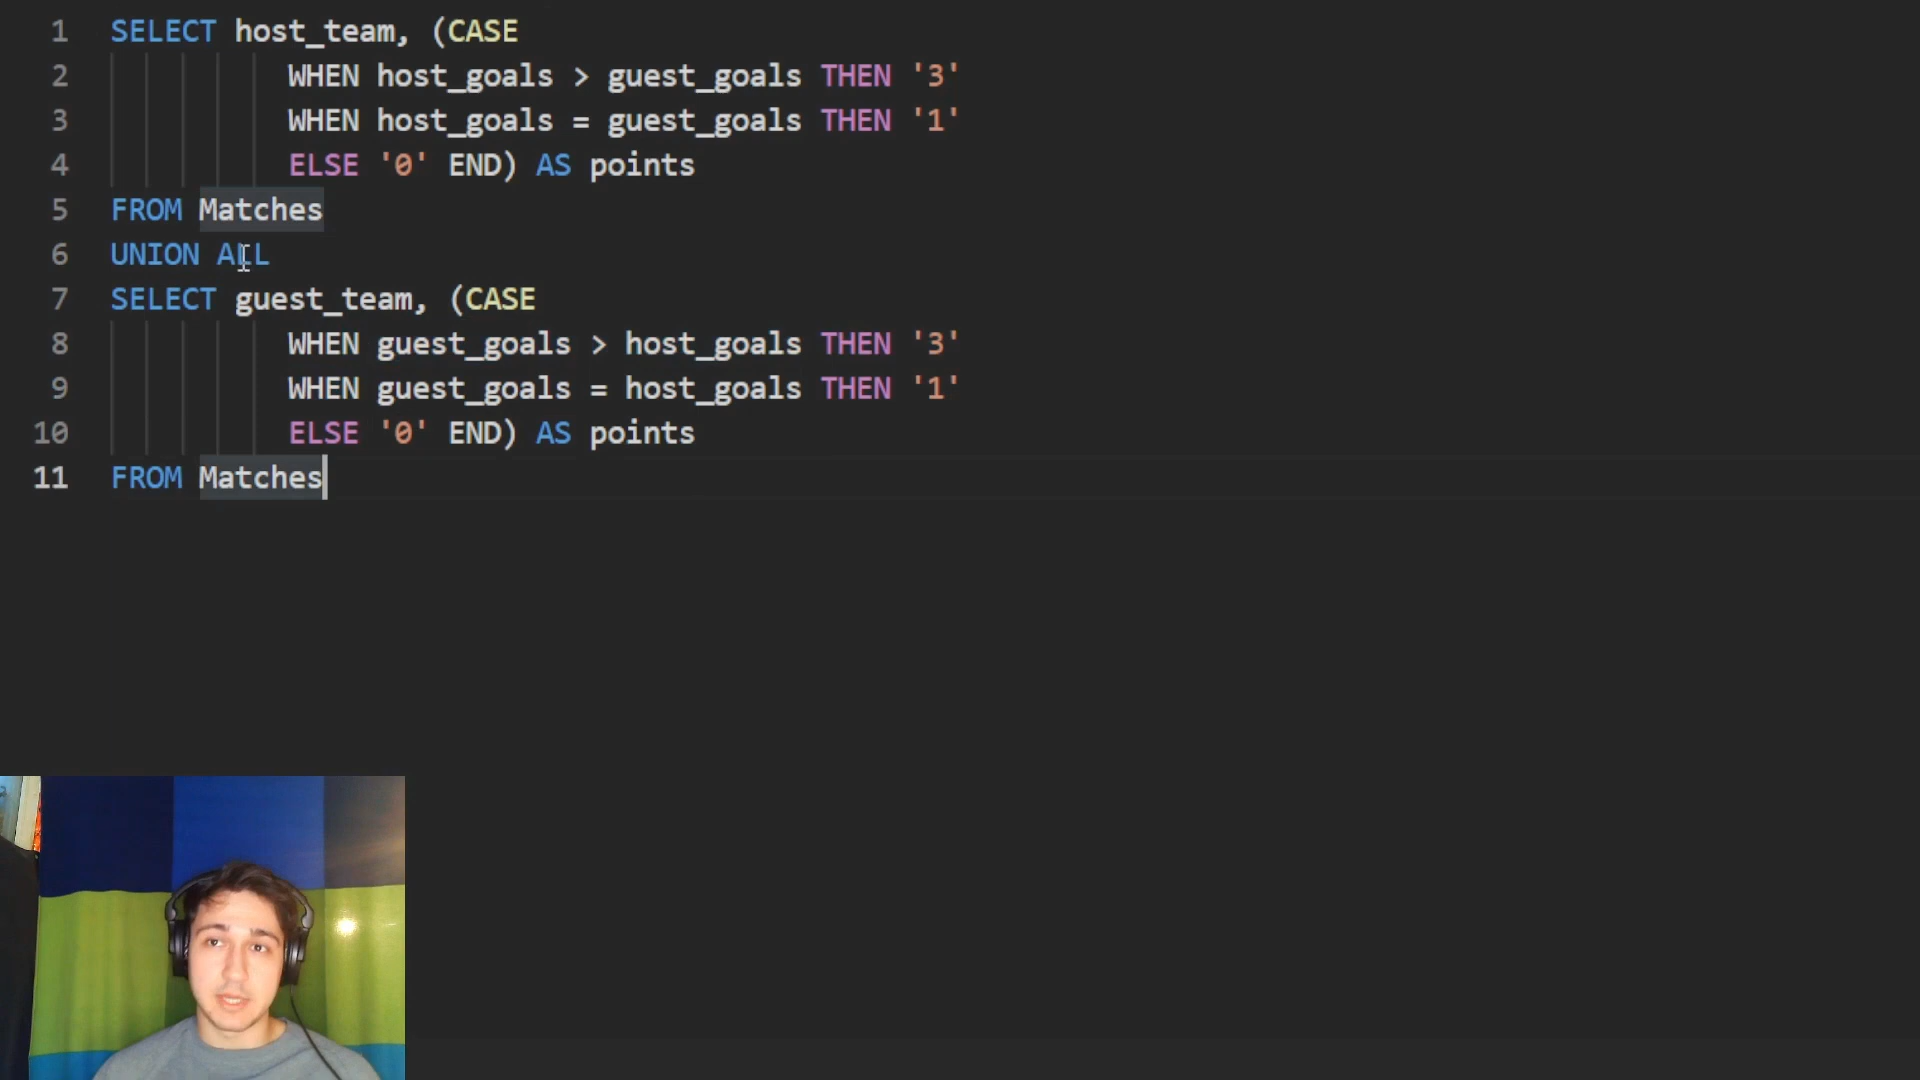 1 SELECT host_team, (CASE
2 WHEN host_goals > guest_goals THEN '3'
3 WHEN host_goals = guest_goals THEN '1'
4 ELSE '0' END) AS points
5 FROM Matches
6 UNION ALL
7 SELECT guest_team, (CASE
8 WHEN guest_goals > host_goals THEN '3'
9 WHEN guest_goals = host_goals THEN '1'
10 ELSE '0' END) AS points
11 FROM Matches